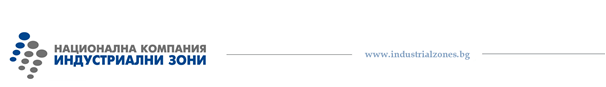 НАЦИОНАЛНА КОМПАНИЯ
ИНДУСТРИАЛНИ ЗОНИ
www.industrialzones.bg